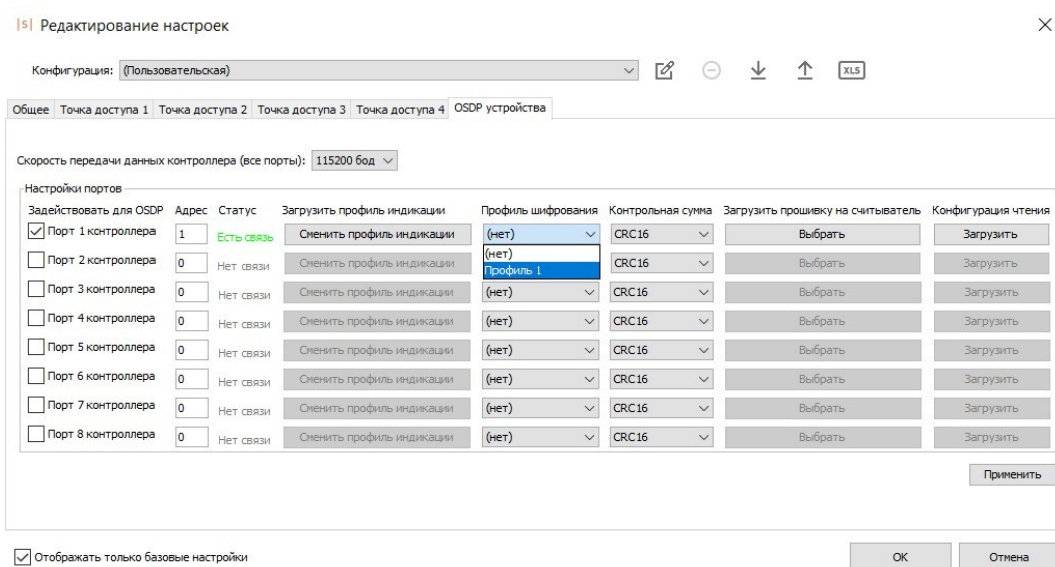 |s| Редактирование настроек
Конфигурация: (Пользовательская) XLS
Общее Точка доступа 1 Точка доступа 2 Точка доступа 3 Точка доступа 4 OSDP устройства
Скорость передачи данных контроллера (все порты): 115200 бод
Настройки портов
Задействовать для OSDP Адрес Статус Загрузить профиль индикации Профиль шифрования Контрольная сумма Загрузить прошивку на считыватель Конфигурация чтения
Порт 1 контроллера 1 Есть связь Сменить профиль индикации (нет) CRC16 Выбрать Загрузить
(нет)
Профиль 1
Порт 2 контроллера 0 Нет связи Сменить профиль индикации CRC16 Выбрать Загрузить
Порт 3 контроллера 0 Нет связи Сменить профиль индикации (нет) CRC16 Выбрать Загрузить
Порт 4 контроллера 0 Нет связи Сменить профиль индикации (нет) CRC16 Выбрать Загрузить
Порт 5 контроллера 0 Нет связи Сменить профиль индикации (нет) CRC16 Выбрать Загрузить
Порт 6 контроллера 0 Нет связи Сменить профиль индикации (нет) CRC16 Выбрать Загрузить
Порт 7 контроллера 0 Нет связи Сменить профиль индикации (нет) CRC16 Выбрать Загрузить
Порт 8 контроллера 0 Нет связи Сменить профиль индикации (нет) CRC16 Выбрать Загрузить
Применить
Отображать только базовые настройки OK Отмена